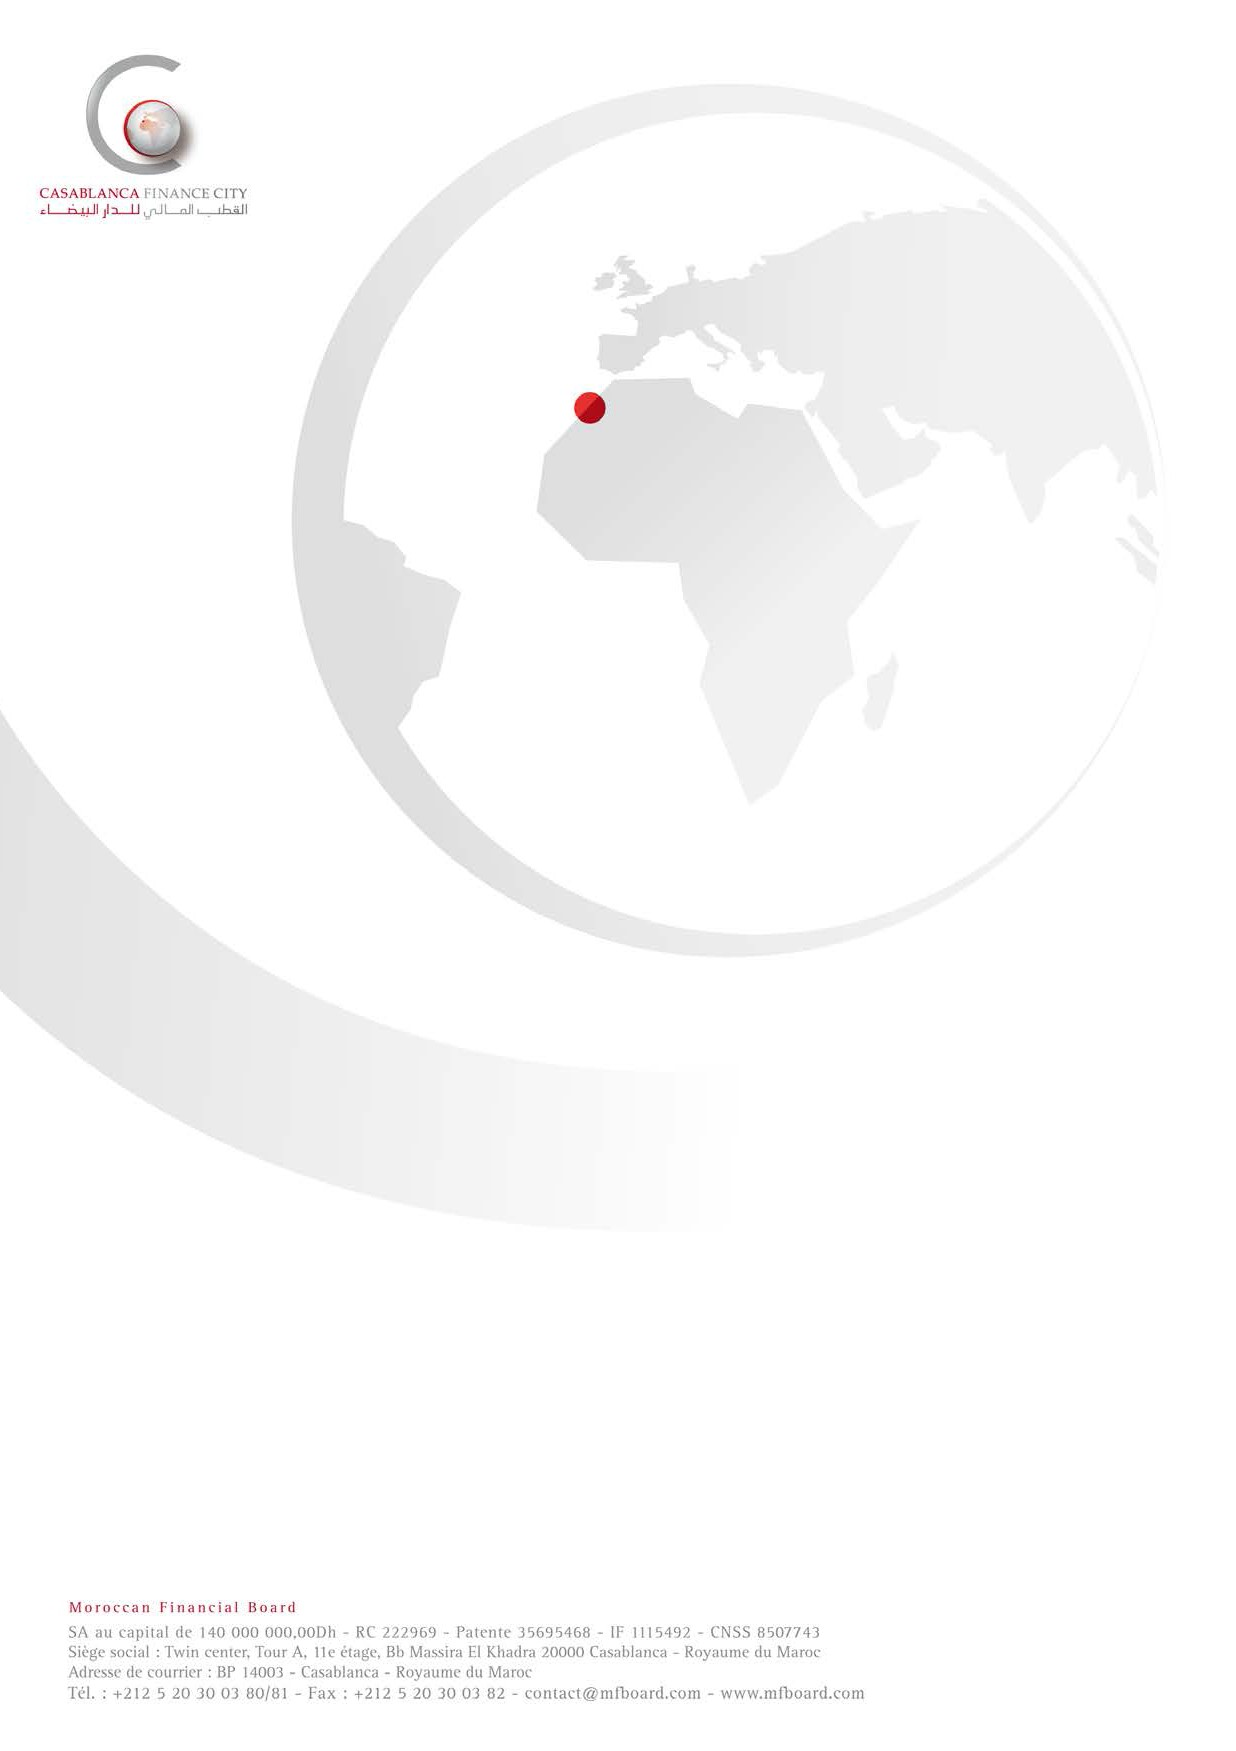 CASABLANCA FINANCE CITY
القطب المالي للدار البيضاء
Moroccan Financial Board
SA au capital de 140 000 000,00Dh - RC 222969 - Patente 35695468 - IF 1115492 - CNSS 8507743
Siège social : Twin center, Tour A, 11e étage, Bb Massira El Khadra 20000 Casablanca - Royaume du Maroc
Adresse de courrier : BP 14003 - Casablanca - Royaume du Maroc
Tél. : +212 5 20 30 03 80/81 - Fax : +212 5 20 30 03 82 - contact@mfboard.com - www.mfboard.com